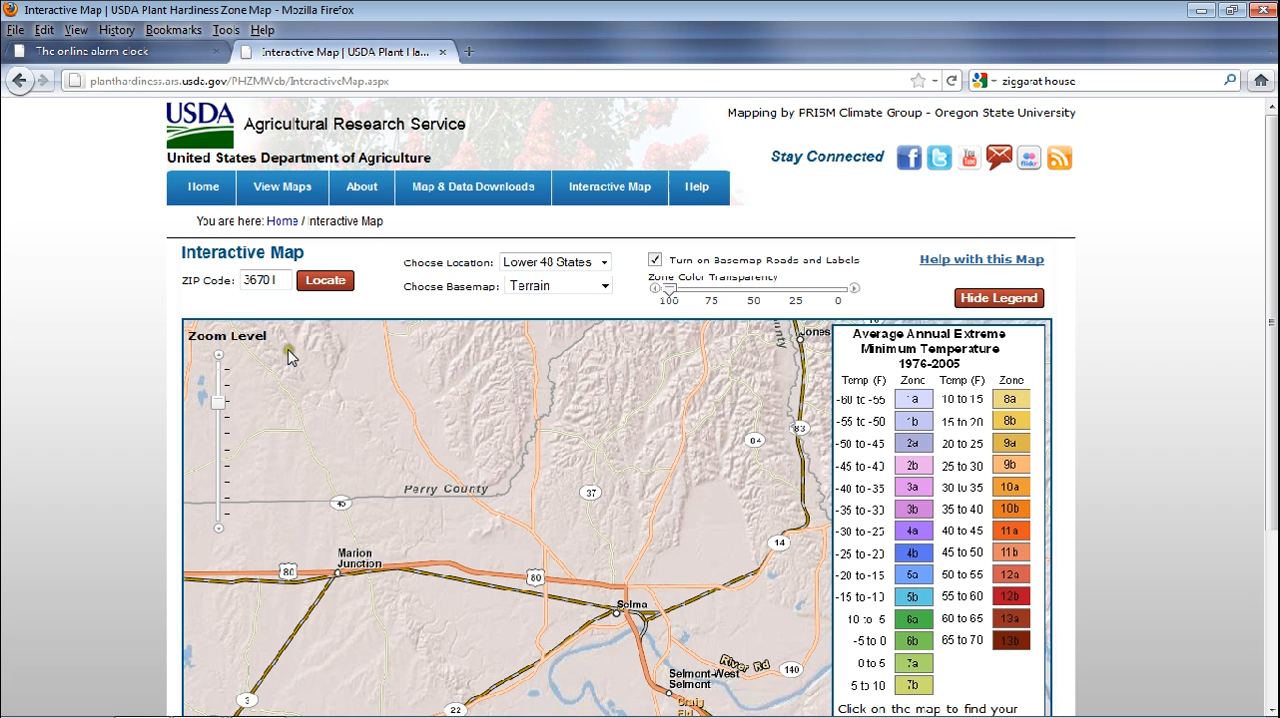 Interactive Map | USDA Plant Hardiness Zone Map - Mozilla Firefox
File Edit View History Bookmarks Tools Help
The online alarm clock
Interactive Map | USDA Plant Ha...
planthardiness.ars.usda.gov/PHZMWeb/InteractiveMap.aspx
ziggarat house
USDA Agricultural Research Service
United States Department of Agriculture
Mapping by PRISM Climate Group - Oregon State University
Stay Connected
Home View Maps About Map & Data Downloads Interactive Map Help
You are here: Home / Interactive Map
Interactive Map
ZIP Code: 36701 Locate
Choose Location: Lower 48 States
Choose Basemap: Terrain
Turn on Basemap Roads and Labels
Zone Color Transparency
100 75 50 25 0
Help with this Map
Hide Legend
Zoom Level
Jones
83
37
Perry County
45
14
Marion
Junction
80
80
Selma
River Rd
140
Selmont-West
Selmont
Craig
Fld
3
22
Average Annual Extreme
Minimum Temperature
1976-2005
Temp (F) Zone Temp (F) Zone
-60 to -55 1a 10 to 15 8a
-55 to -50 1b 15 to 20 8b
-50 to -45 2a 20 to 25 9a
-45 to -40 2b 25 to 30 9b
-40 to -35 3a 30 to 35 10a
-35 to -30 3b 35 to 40 10b
-30 to -25 4a 40 to 45 11a
-25 to -20 4b 45 to 50 11b
-20 to -15 5a 50 to 55 12a
-15 to -10 5b 55 to 60 12b
10 to 5 6a 60 to 65 13a
-5 to 0 6b 65 to 70 13b
0 to 5 7a
5 to 10 7b
Click on the map to find your